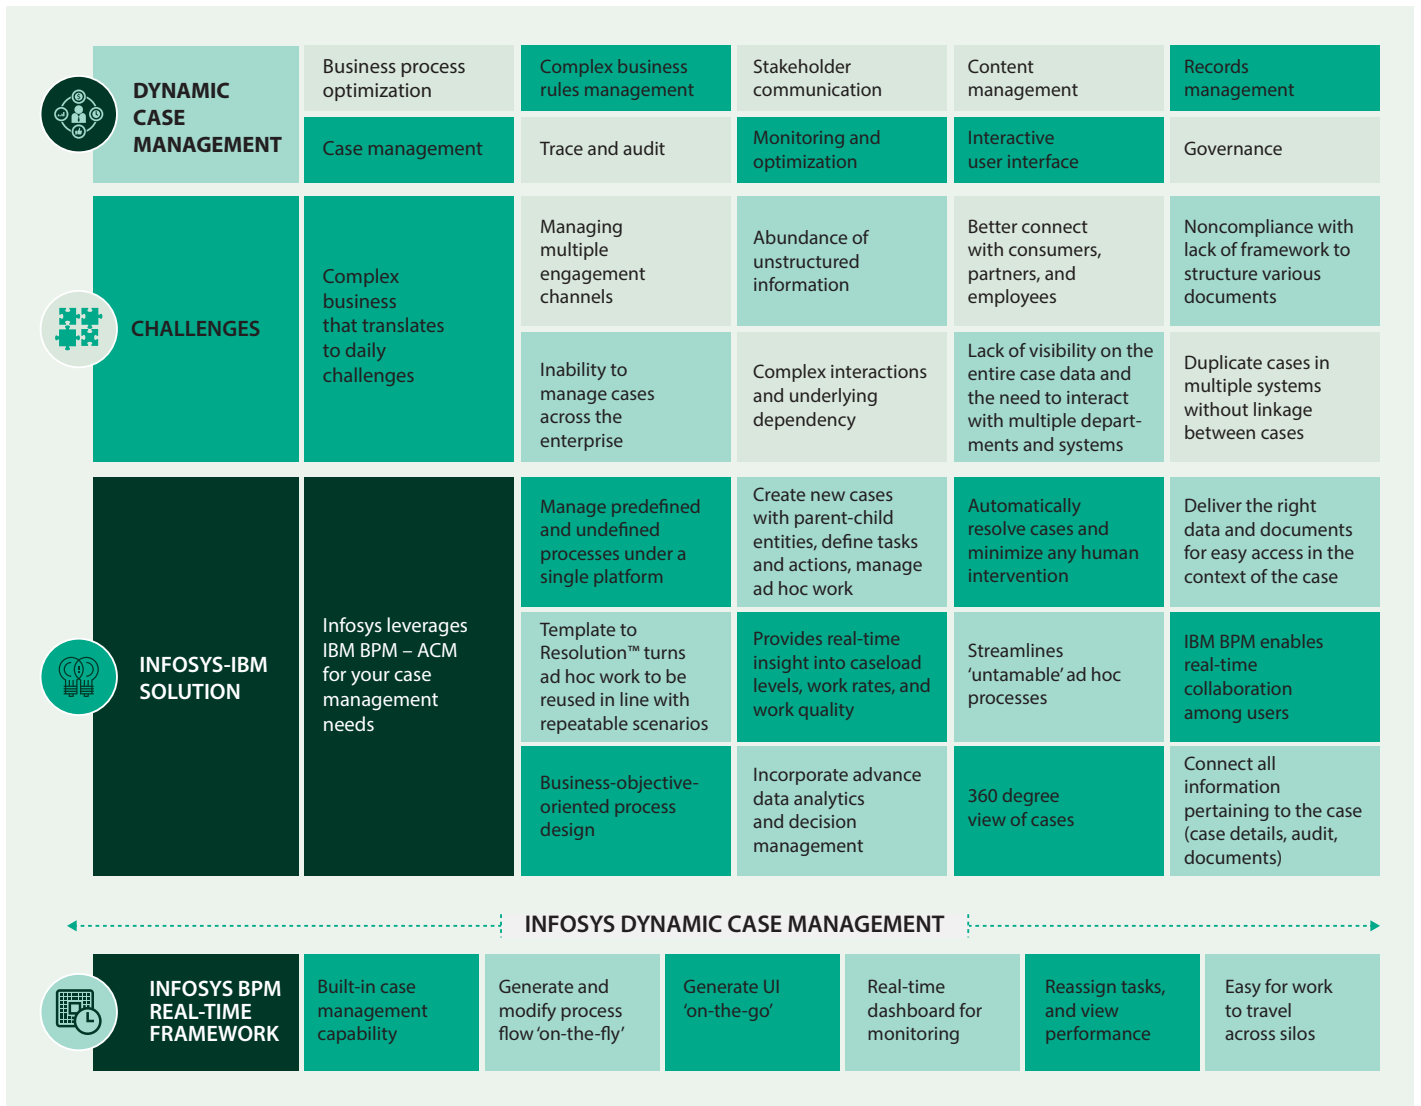 DYNAMIC
CASE
MANAGEMENT
Business process
optimization
Complex business
rules management
Stakeholder
communication
Content
management
Records
management
Case management
Trace and audit
Monitoring and
optimization
Interactive
user interface
Governance
CHALLENGES
Complex
business
that translates
to daily
challenges
Managing
multiple
engagement
channels
Abundance of
unstructured
information
Better connect
with consumers,
partners, and
employees
Noncompliance with
lack of framework to
structure various
documents
Inability to
manage cases
across the
enterprise
Complex interactions
and underlying
dependency
Lack of visibility on the
entire case data and
the need to interact
with multiple depart-
ments and systems
Duplicate cases in
multiple systems
without linkage
between cases
INFOSYS-IBM
SOLUTION
Infosys leverages
IBM BPM – ACM
for your case
management
needs
Manage predefined
and undefined
processes under a
single platform
Create new cases
with parent-child
entities, define tasks
and actions, manage
ad hoc work
Automatically
resolve cases and
minimize any human
intervention
Deliver the right
data and documents
for easy access in the
context of the case
Template to
Resolution™ turns
ad hoc work to be
reused in line with
repeatable scenarios
Provides real-time
insight into caseload
levels, work rates, and
work quality
Streamlines
‘untamable’ ad hoc
processes
IBM BPM enables
real-time
collaboration
among users
Business-objective-
oriented process
design
Incorporate advance
data analytics
and decision
management
360 degree
view of cases
Connect all
information
pertaining to the case
(case details, audit,
documents)
INFOSYS DYNAMIC CASE MANAGEMENT
INFOSYS BPM
REAL-TIME
FRAMEWORK
Built-in case
management
capability
Generate and
modify process
flow ‘on-the-fly’
Generate UI
‘on-the-go’
Real-time
dashboard for
monitoring
Reassign tasks,
and view
performance
Easy for work
to travel
across silos